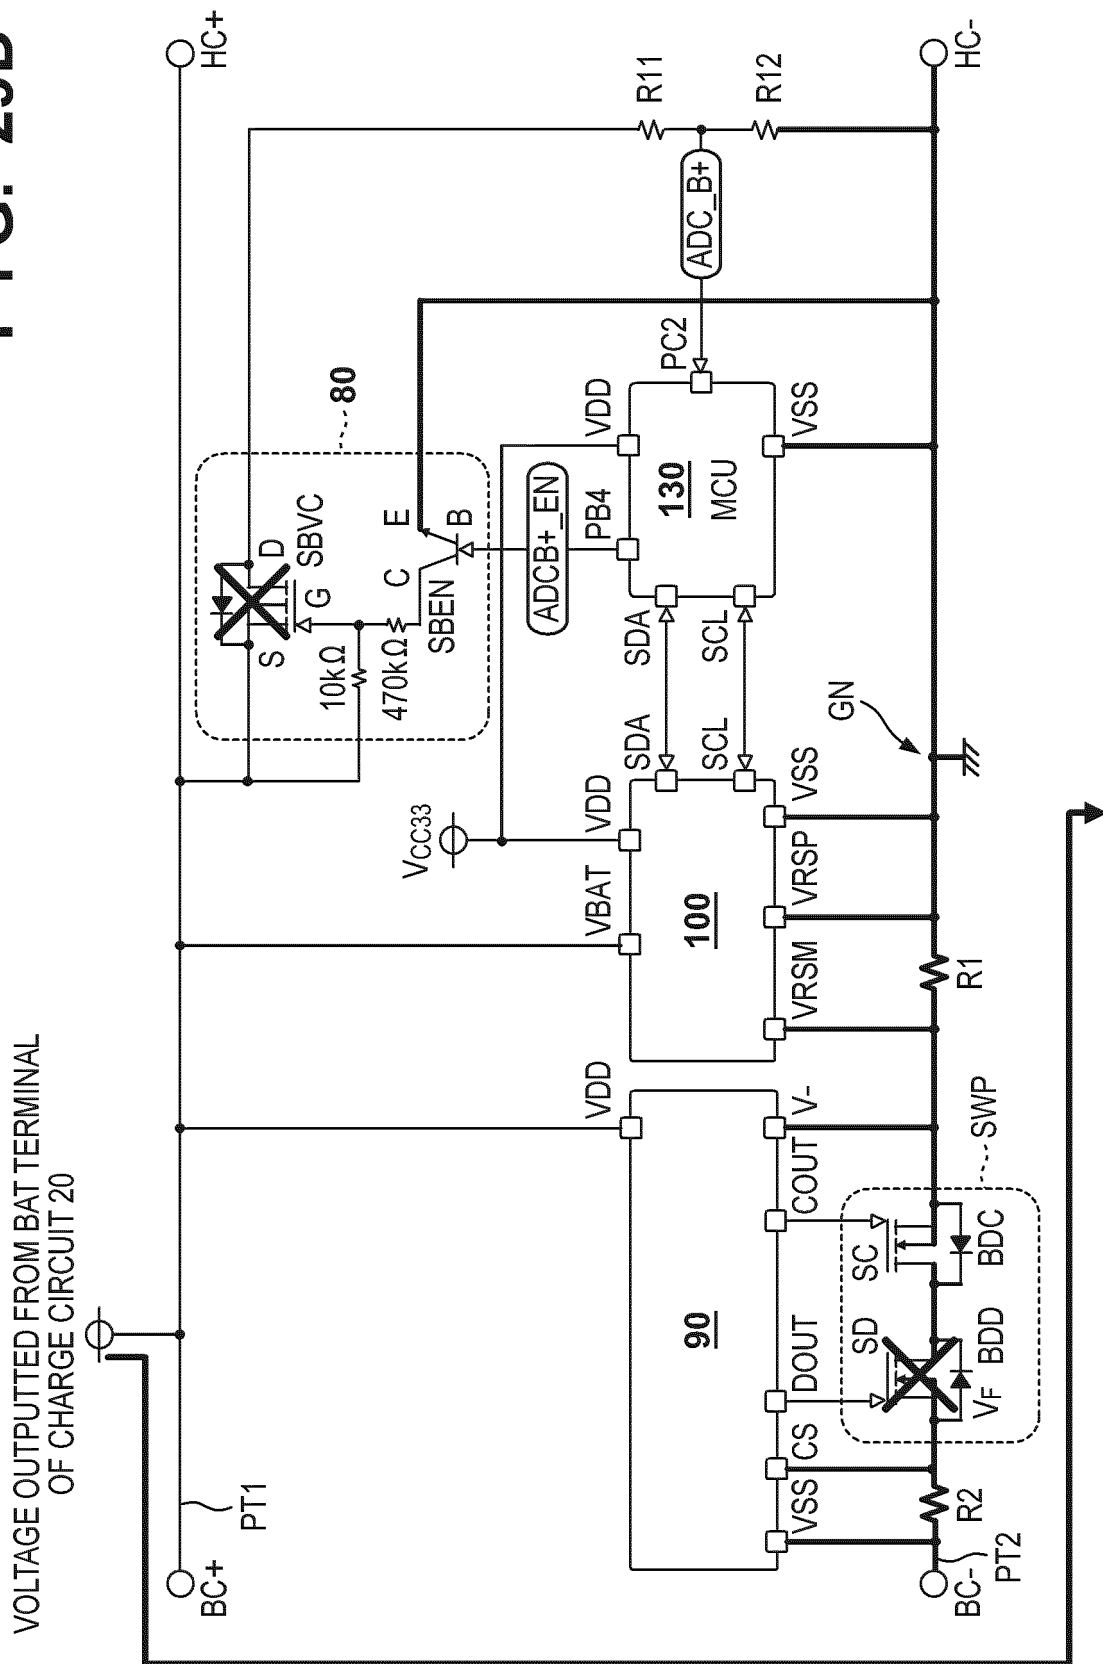 VOLTAGE OUTPUTTED FROM BAT TERMINAL
OF CHARGE CIRCUIT 20
BC+
PT1
HC+
80
S
D
SBVC
G
10kΩ
470kΩ
C
E
B
SBEN
ADCB+_EN
R11
R12
ADC_B+
VCC33
VDD
VBAT
VDD
PB4
VDD
PC2
90
100
130
MCU
SDA
SCL
SDA
SCL
VSS
CS
DOUT
COUT
V-
VRSM
VRSP
VSS
VSS
GN
SD
SC
SWP
VF
BDD
BDC
R2
R1
BC-
PT2
HC-